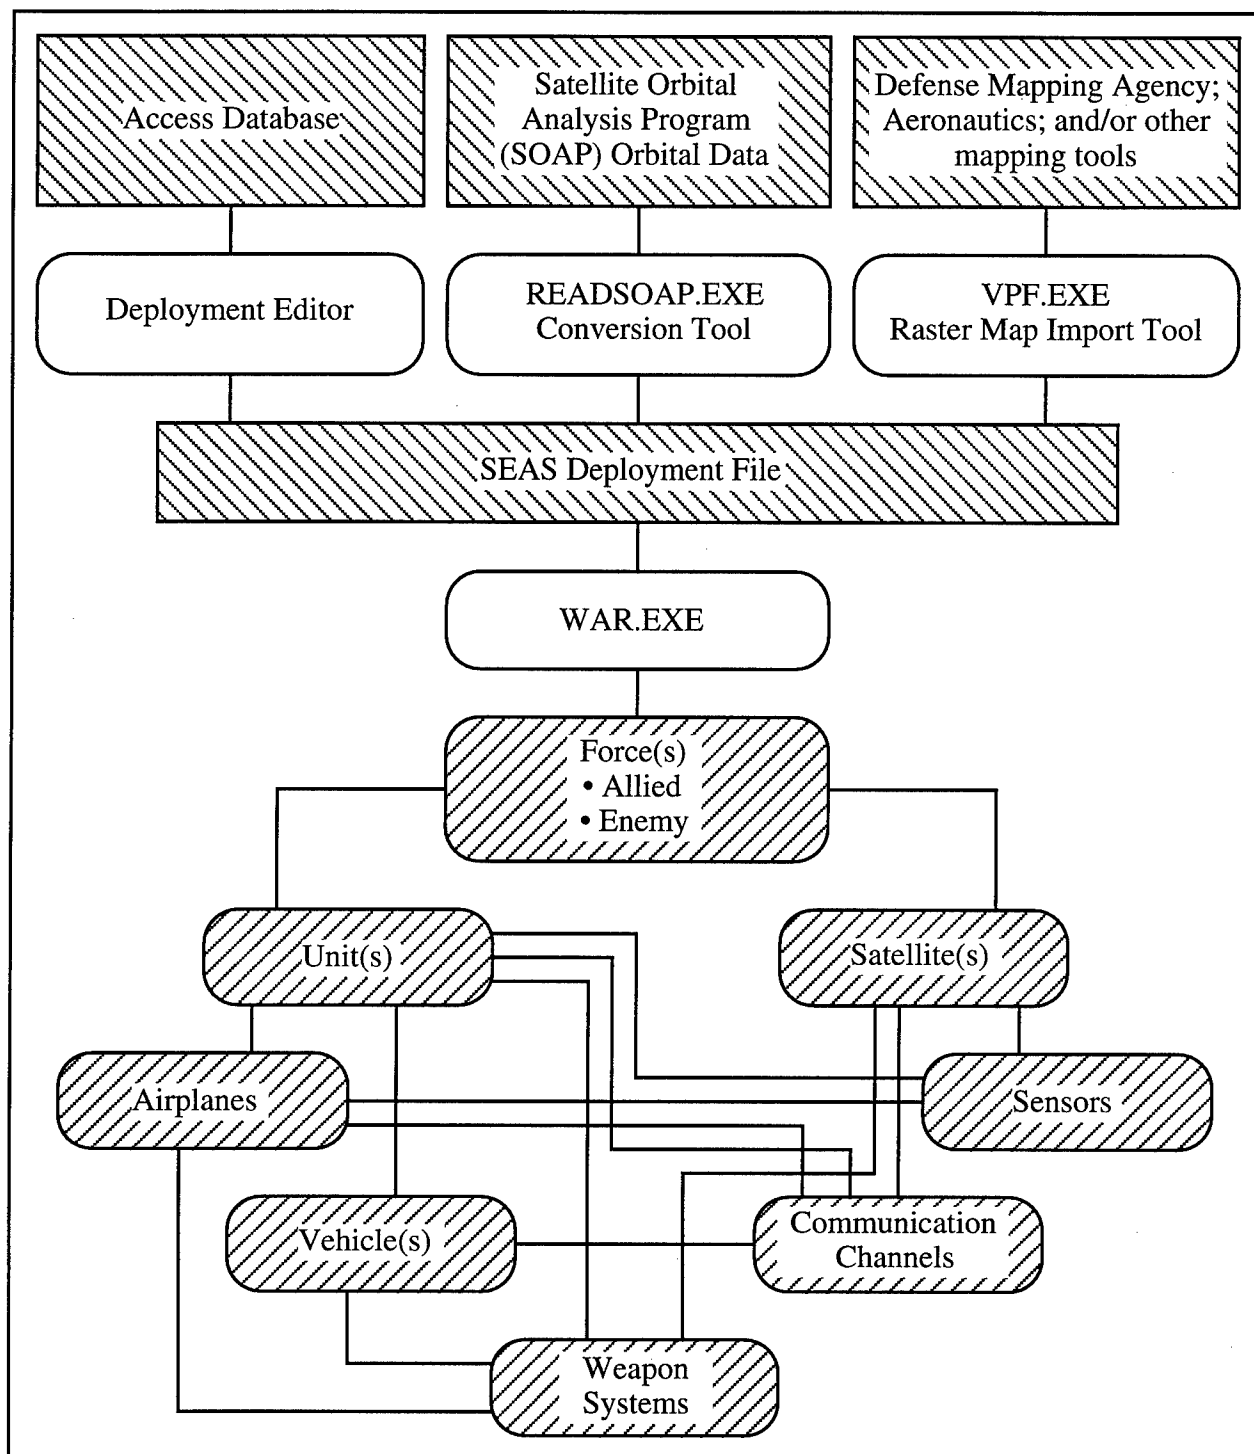 Access Database
Satellite Orbital
Analysis Program
(SOAP) Orbital Data
Defense Mapping Agency;
Aeronautics; and/or other
mapping tools
Deployment Editor
READSOAP.EXE
Conversion Tool
VPF.EXE
Raster Map Import Tool
SEAS Deployment File
WAR.EXE
Force(s)
• Allied
• Enemy
Unit(s)
Satellite(s)
Airplanes
Sensors
Vehicle(s)
Communication
Channels
Weapon
Systems